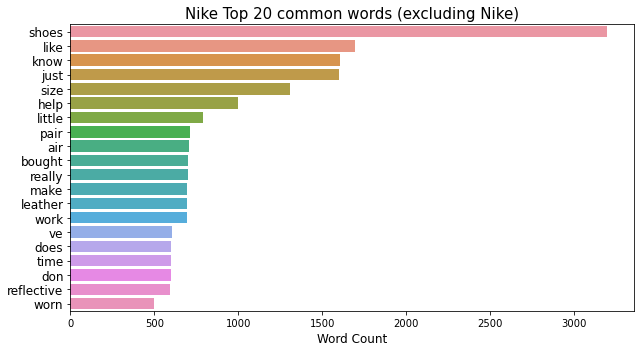 Nike Top 20 common words (excluding Nike)
shoes
like
know
just
size
help
little
pair
air
bought
really
make
leather
work
ve
does
time
don
reflective
worn
0 500 1000 1500 2000 2500 3000
Word Count